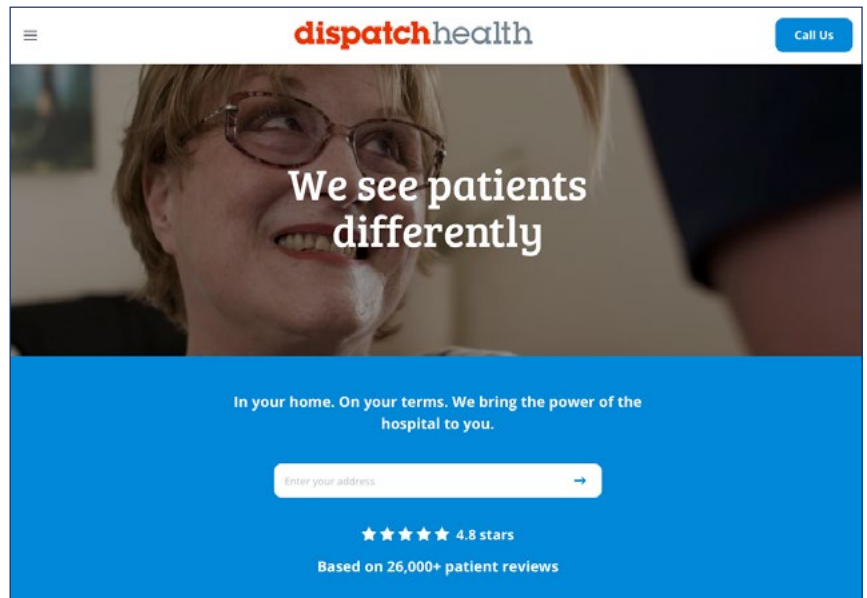 dispatchhealth
Call Us
We see patients
differently
In your home. On your terms. We bring the power of the
hospital to you.
Enter your address
4.8 stars
Based on 26,000+ patient reviews